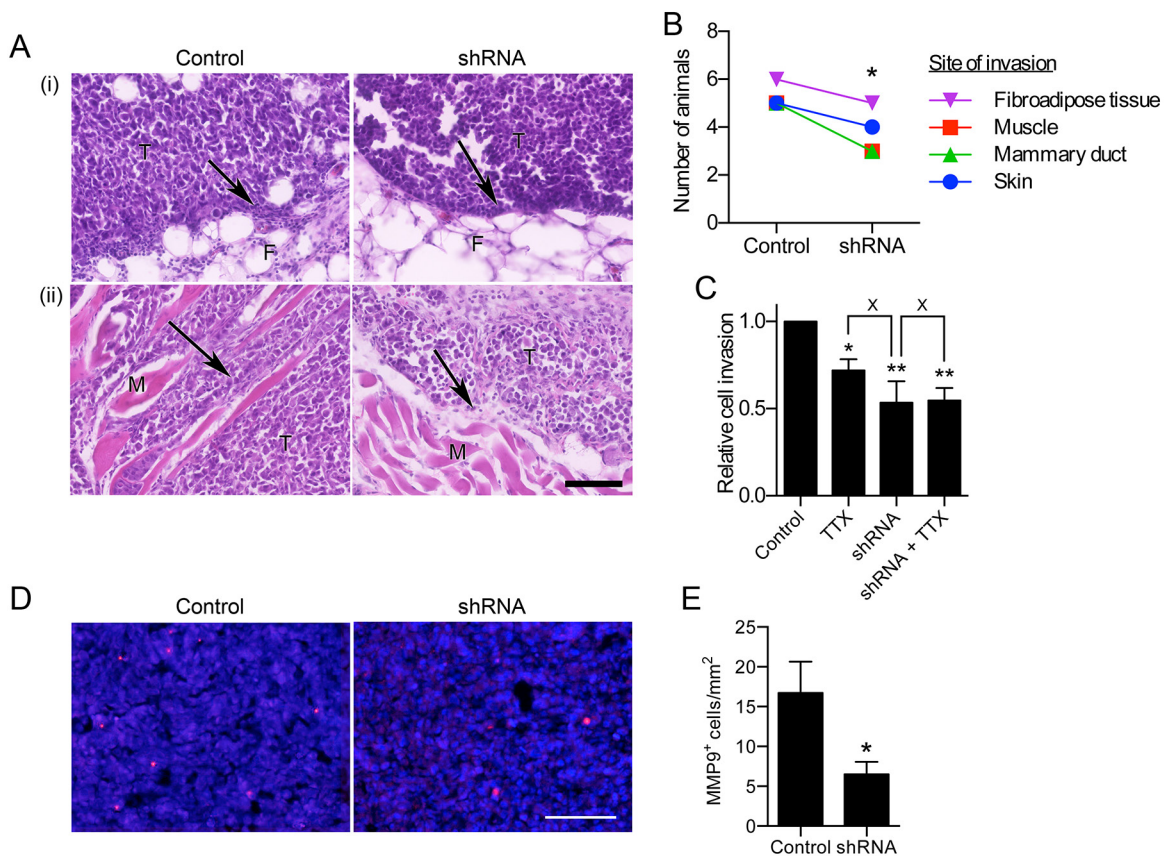 A
Control
shRNA
(i)
T
F
T
F
(ii)
M
T
T
M
B
8
6
4
2
0
Number of animals
*
Control
shRNA
Site of invasion
Fibroadipose tissue
Muscle
Mammary duct
Skin
C
1.0
0.5
0.0
Relative cell invasion
X
X
*
**
**
Control
TTX
shRNA
shRNA + TTX
D
Control
shRNA
E
25
20
15
10
5
0
MMP9+ cells/mm2
*
Control shRNA